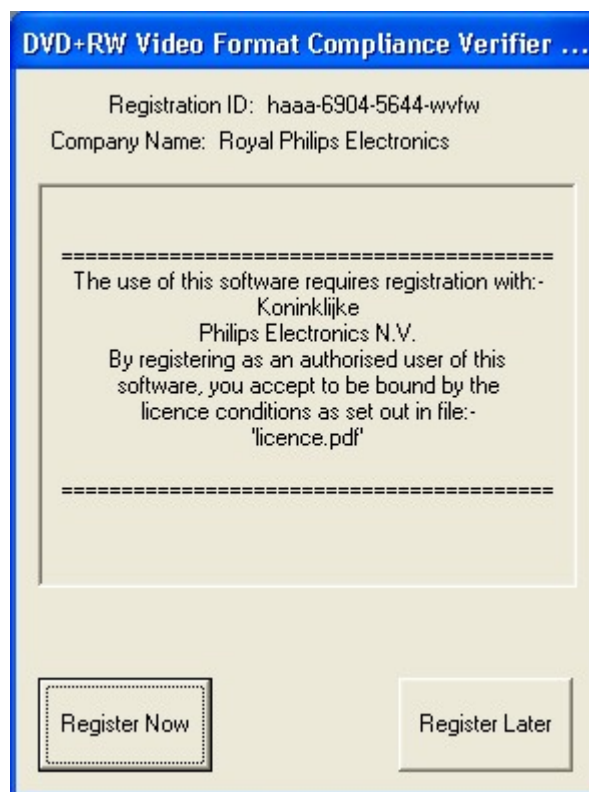 DVD+RW Video Format Compliance Verifier ...
Registration ID: haaa-6904-5644-wvfw
Company Name: Royal Philips Electronics
=========================================
The use of this software requires registration with:-
Koninklijke
Philips Electronics N.V.
By registering as an authorised user of this
software, you accept to be bound by the
licence conditions as set out in file:-
'licence.pdf'
=========================================
Register Now
Register Later